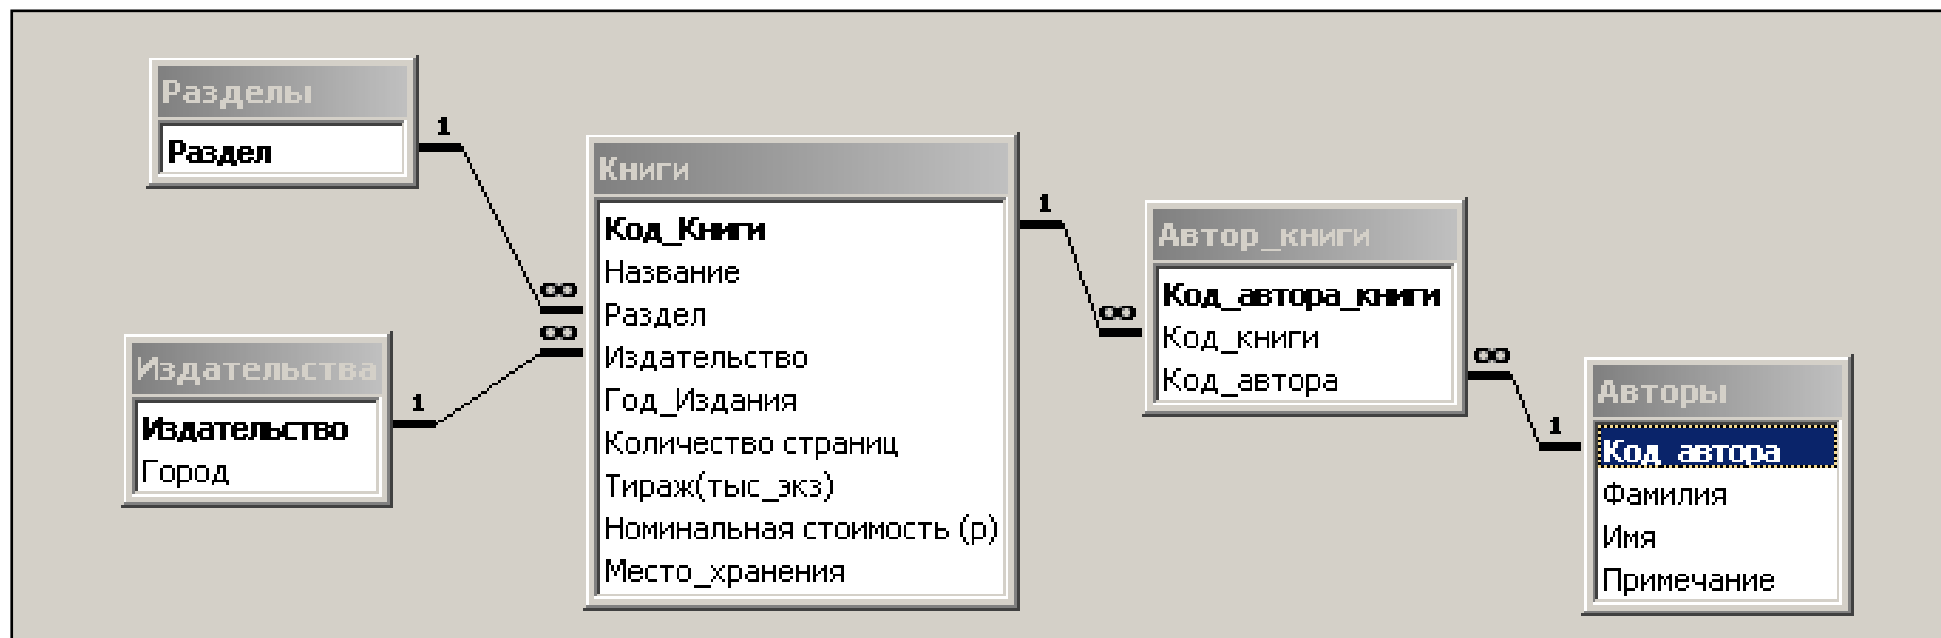 Разделы
Раздел
1
∞
Издательства
Издательство
Город
1
∞
Книги
Код_Книги
Название
Раздел
Издательство
Год_Издания
Количество страниц
Тираж(тыс_экз)
Номинальная стоимость (р)
Место_хранения
1
∞
Автор_книги
Код_автора_книги
Код_книги
Код_автора
∞
1
Авторы
Код_автора
Фамилия
Имя
Примечание